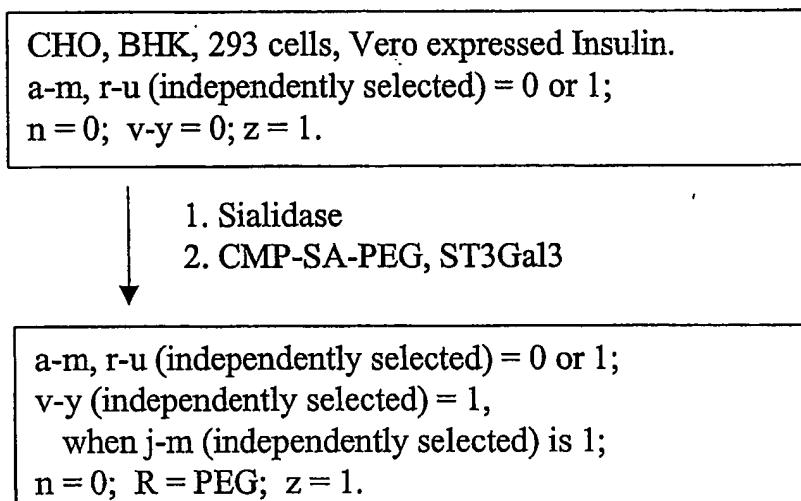 CHO, BHK, 293 cells, Vero expressed Insulin.
a-m, r-u (independently selected) = 0 or 1;
n = 0; v-y = 0; z = 1.
1. Sialidase
2. CMP-SA-PEG, ST3Gal3
a-m, r-u (independently selected) = 0 or 1;
v-y (independently selected) = 1,
when j-m (independently selected) is 1;
n = 0; R = PEG; z = 1.